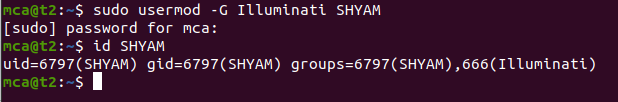 mca@t2:~$ sudo usermod -G Illuminati SHYAM
[sudo] password for mca:
mca@t2:~$ id SHYAM
uid=6797(SHYAM) gid=6797(SHYAM) groups=6797(SHYAM),666(Illuminati)
mca@t2:~$